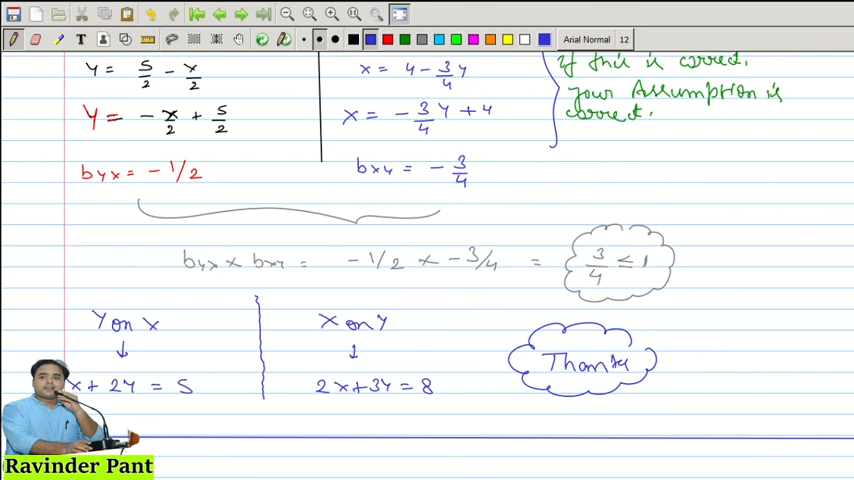 Arial Normal 12
y = 5/2 - x/2
x = 4 - 3/4 y
if this is correct.
your Assumption is
correct.
y = - x/2 + 5/2
x = - 3/4 y + 4
byx = - 1/2
bxy = - 3/4
byx × bxy = - 1/2 × - 3/4 = 3/4 ≤ 1
y on x
x on y
↓
↓
x + 2y = 5
2x + 3y = 8
Ravinder Pant